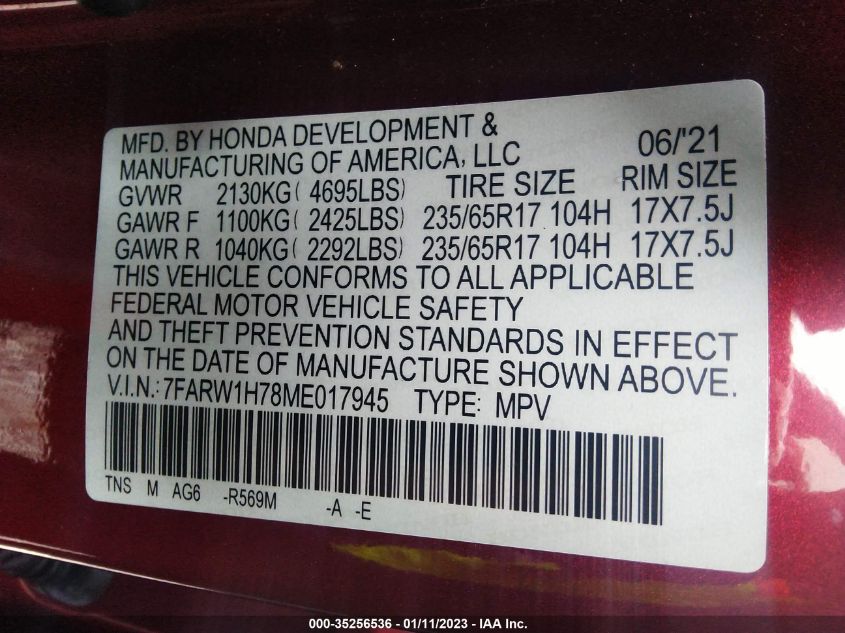 MFD. BY HONDA DEVELOPMENT &
MANUFACTURING OF AMERICA, LLC 06/'21
GVWR 2130KG( 4695LBS) TIRE SIZE RIM SIZE
GAWR F 1100KG( 2425LBS) 235/65R17 104H 17X7.5J
GAWR R 1040KG( 2292LBS) 235/65R17 104H 17X7.5J
THIS VEHICLE CONFORMS TO ALL APPLICABLE
FEDERAL MOTOR VEHICLE SAFETY
AND THEFT PREVENTION STANDARDS IN EFFECT
ON THE DATE OF MANUFACTURE SHOWN ABOVE.
V.I.N.: 7FARW1H78ME017945 TYPE: MPV
TNS M AG6 -R569M -A -E
000-35256536 - 01/11/2023 - IAA Inc.